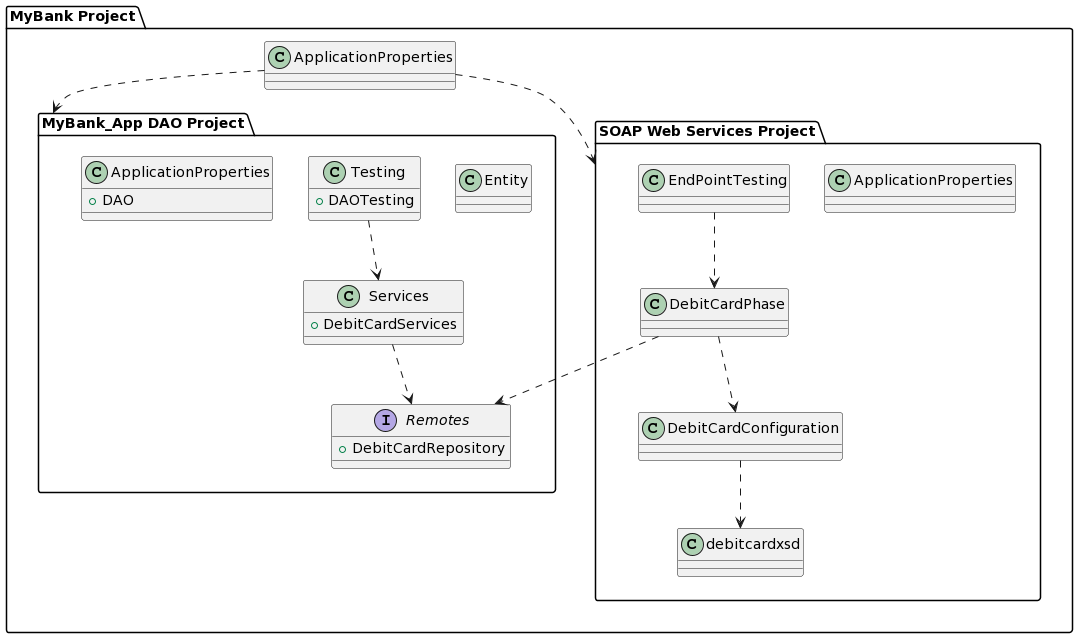 MyBank Project
C ApplicationProperties
MyBank_App DAO Project
SOAP Web Services Project
C ApplicationProperties
DAO
C Testing
DAOTesting
C Entity
C EndPointTesting
C ApplicationProperties
C Services
DebitCardServices
C DebitCardPhase
I Remotes
DebitCardRepository
C DebitCardConfiguration
C debitcardxsd